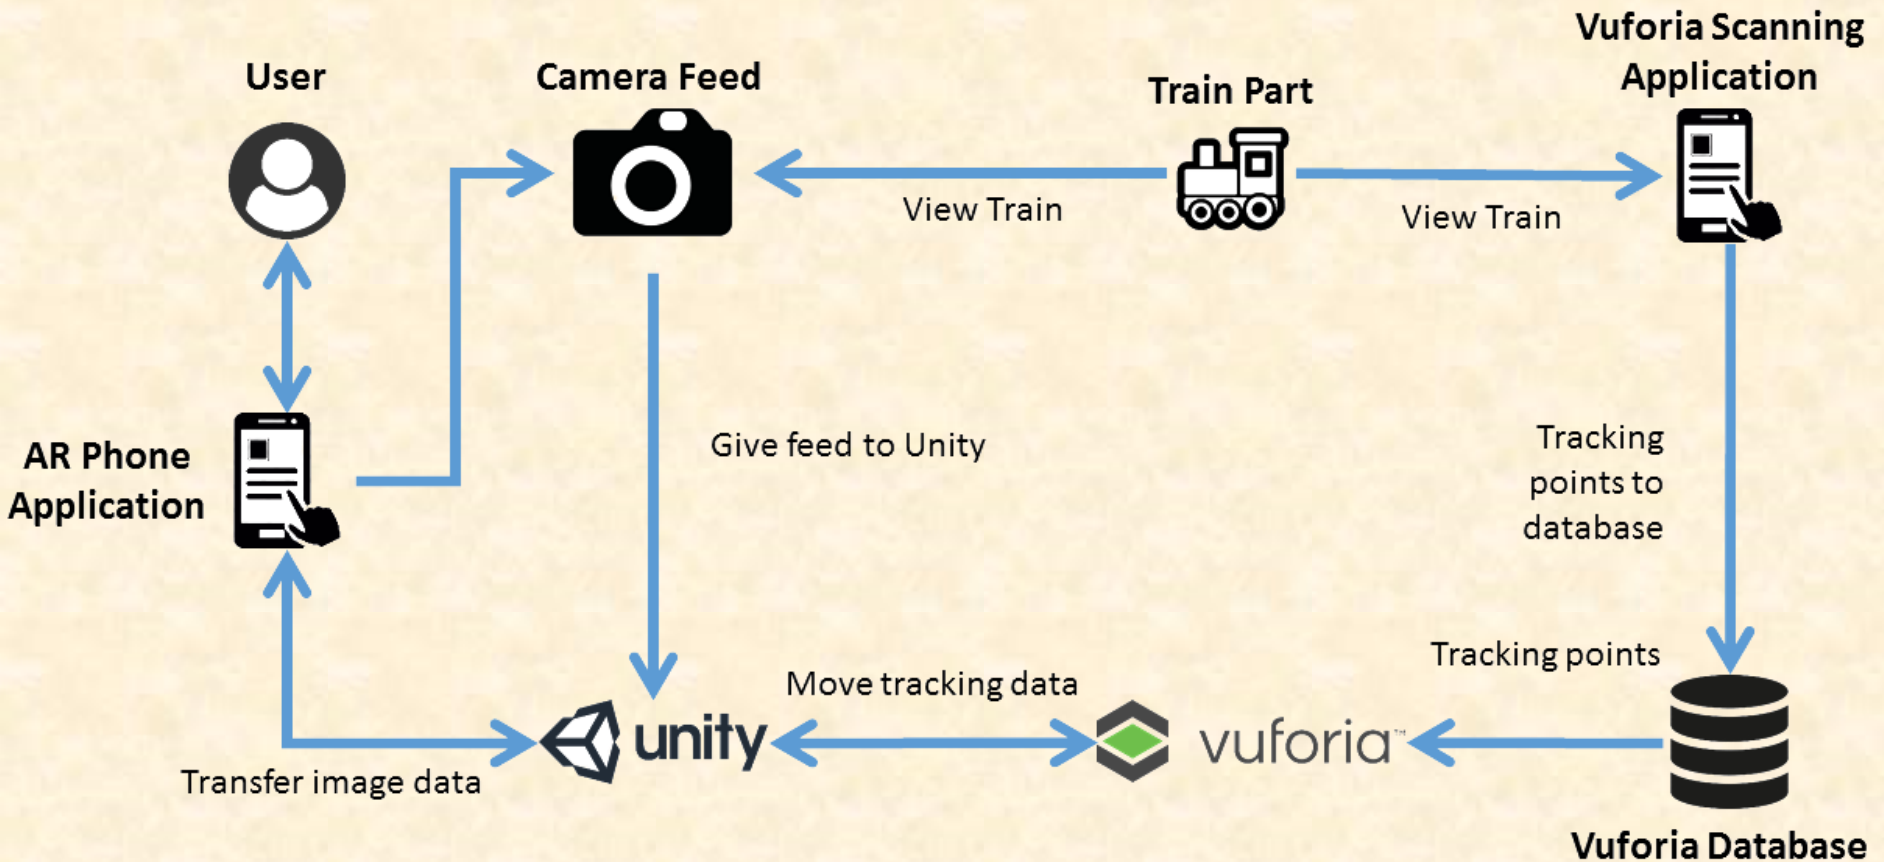 Vuforia Scanning
Application
User
Camera Feed
Train Part
View Train
View Train
AR Phone
Application
Give feed to Unity
Tracking
points to
database
Tracking points
Move tracking data
unity
vuforia™
Transfer image data
Vuforia Database